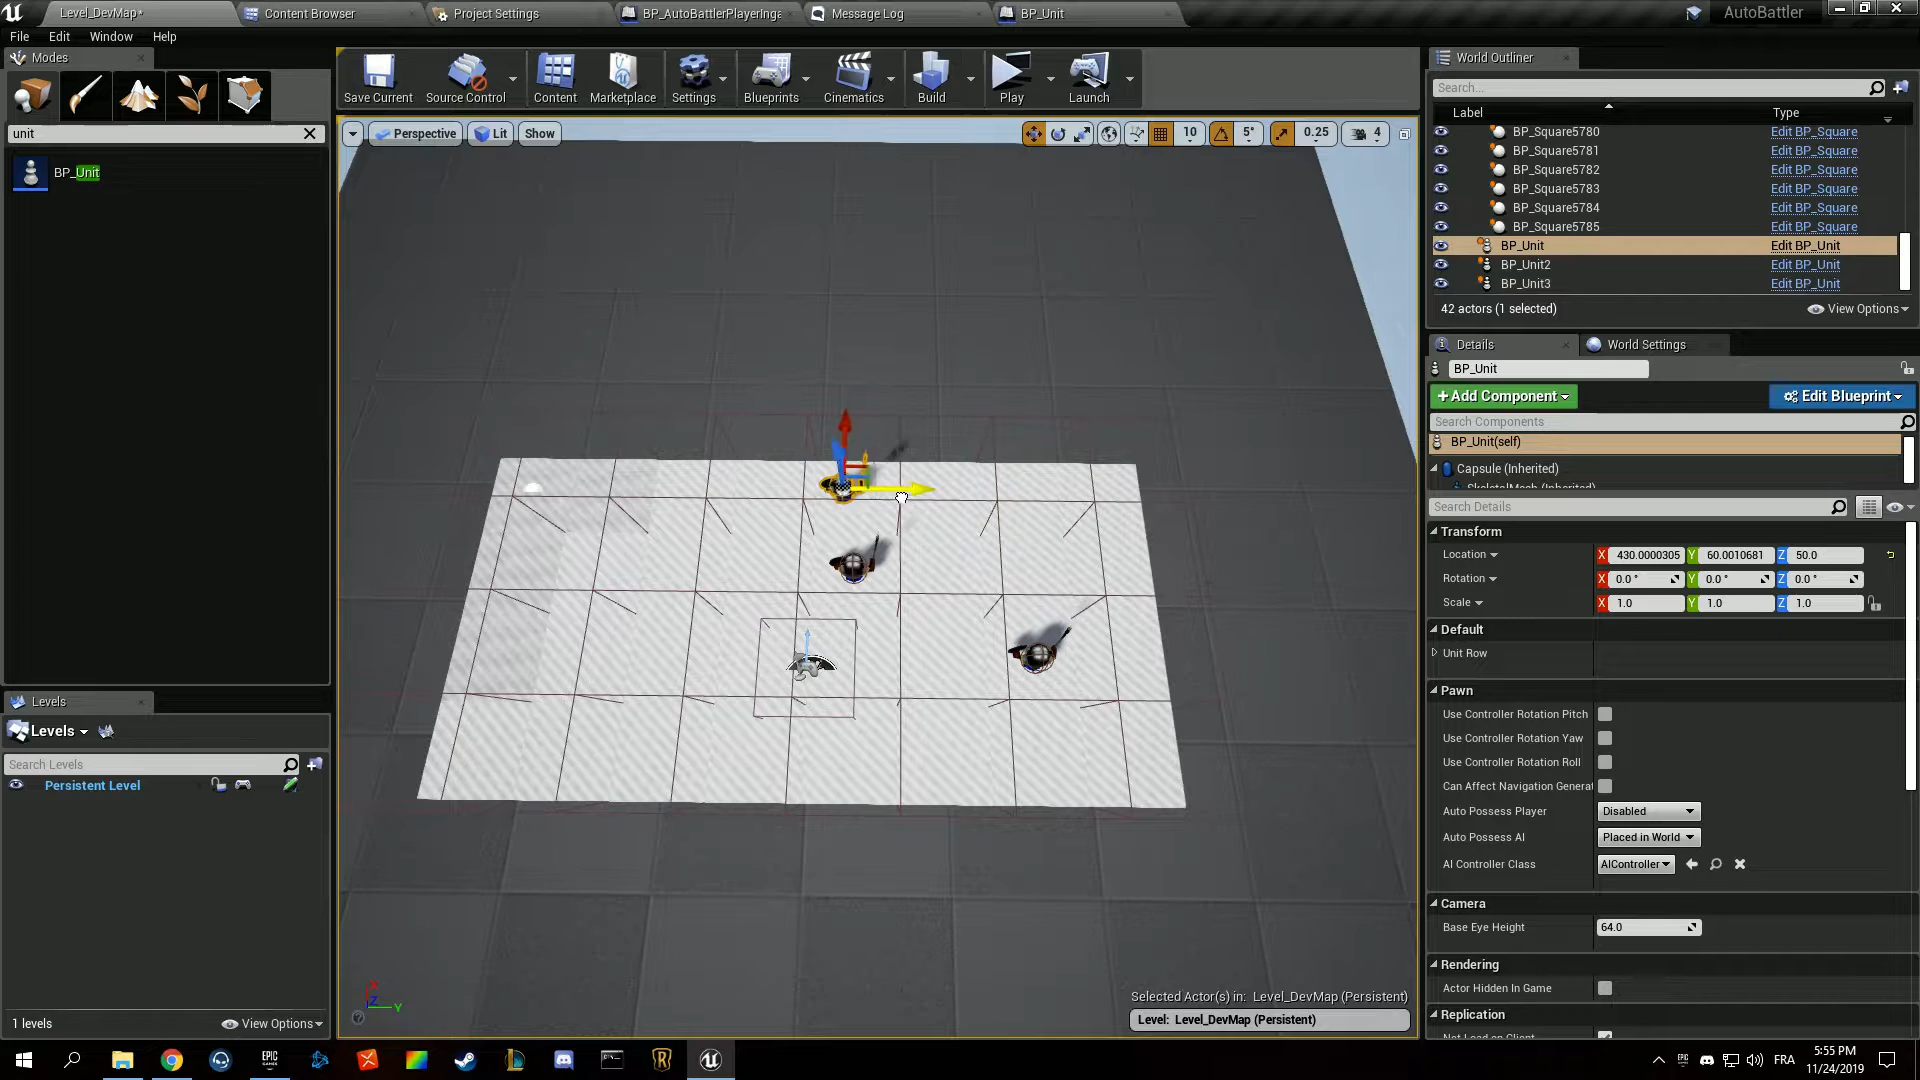 Level_DevMap*
Content Browser
Project Settings
BP_AutoBattlerPlayerInga
Message Log
BP_Unit
AutoBattler
File Edit Window Help
Modes
Save Current
Source Control
Content
Marketplace
Settings
Blueprints
Cinematics
Build
Play
Launch
unit
BP_Unit
Perspective
Lit
Show
10
5°
0.25
4
World Outliner
Search...
Label Type
BP_Square5780 Edit BP_Square
BP_Square5781 Edit BP_Square
BP_Square5782 Edit BP_Square
BP_Square5783 Edit BP_Square
BP_Square5784 Edit BP_Square
BP_Square5785 Edit BP_Square
BP_Unit Edit BP_Unit
BP_Unit2 Edit BP_Unit
BP_Unit3 Edit BP_Unit
42 actors (1 selected) View Options
Details
World Settings
BP_Unit
+Add Component
Edit Blueprint
Search Components
BP_Unit(self)
Capsule (Inherited)
Search Details
Transform
Location X 430.0000305 Y 60.0010681 Z 50.0
Rotation X 0.0 ° Y 0.0 ° Z 0.0 °
Scale X 1.0 Y 1.0 Z 1.0
Default
Unit Row
Pawn
Use Controller Rotation Pitch
Use Controller Rotation Yaw
Use Controller Rotation Roll
Can Affect Navigation Generat
Auto Possess Player Disabled
Auto Possess AI Placed in World
AI Controller Class AIController
Camera
Base Eye Height 64.0
Rendering
Actor Hidden In Game
Replication
Levels
Levels
Search Levels
Persistent Level
1 levels View Options
X
Z
Y
Selected Actor(s) in: Level_DevMap (Persistent)
Level: Level_DevMap (Persistent)
EPIC GAMES
FRA
5:55 PM
11/24/2019